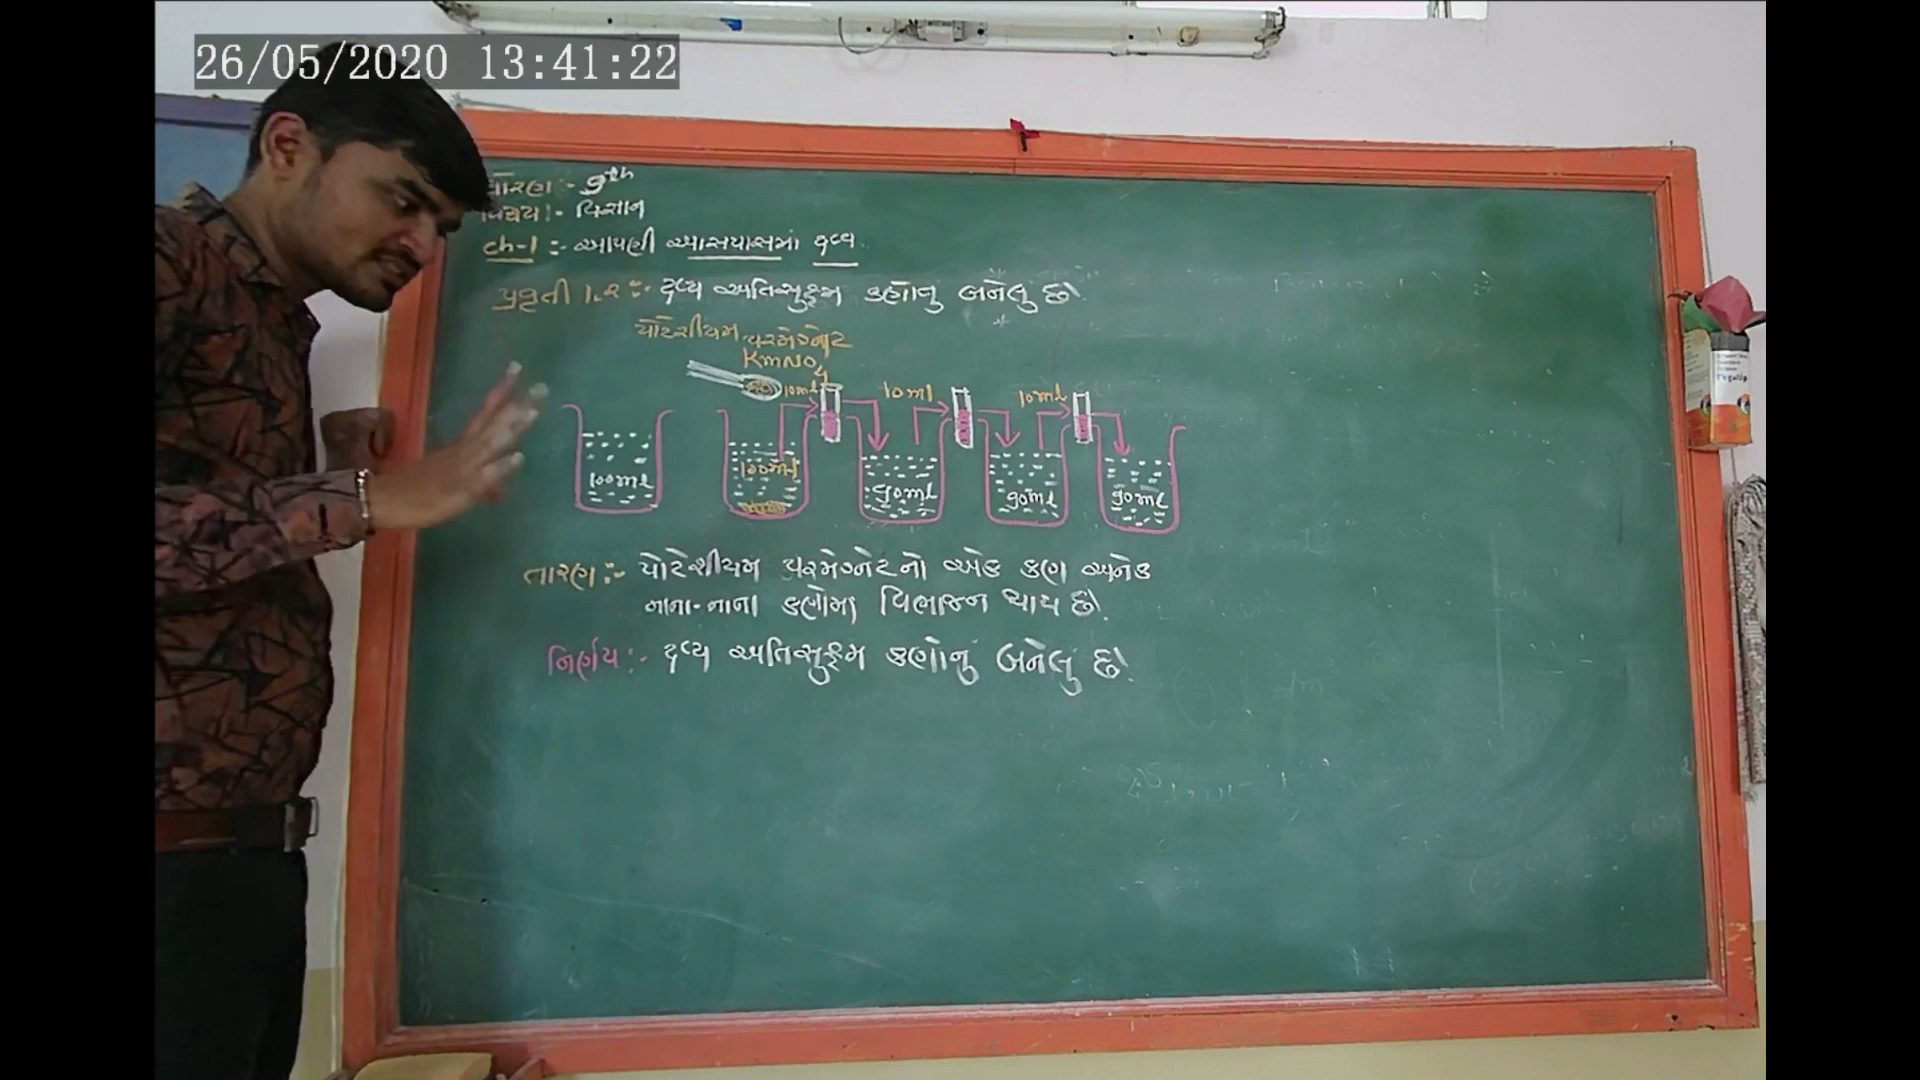 26/05/2020 13:41:22
ધોરણ :- 9th
વિષય :- વિજ્ઞાન
ch-1 :- આપણી આસપાસમાં દ્રવ્ય
પ્રવૃતી 1.2 :- દ્રવ્ય અતિસુક્ષ્મ કણોનુ બનેલુ છે.
પોટેશીયમ પરમેગ્નેટ
KmNO4
10ml 10ml 10ml
100ml 100ml 90ml 90ml 90ml
તારણ :- પોટેશીયમ પરમેગ્નેટનો એક કણ અનેક
નાના-નાના કણોમાં વિભાજન થાય છે.
નિર્ણય :- દ્રવ્ય અતિસુક્ષ્મ કણોનું બનેલું છે.